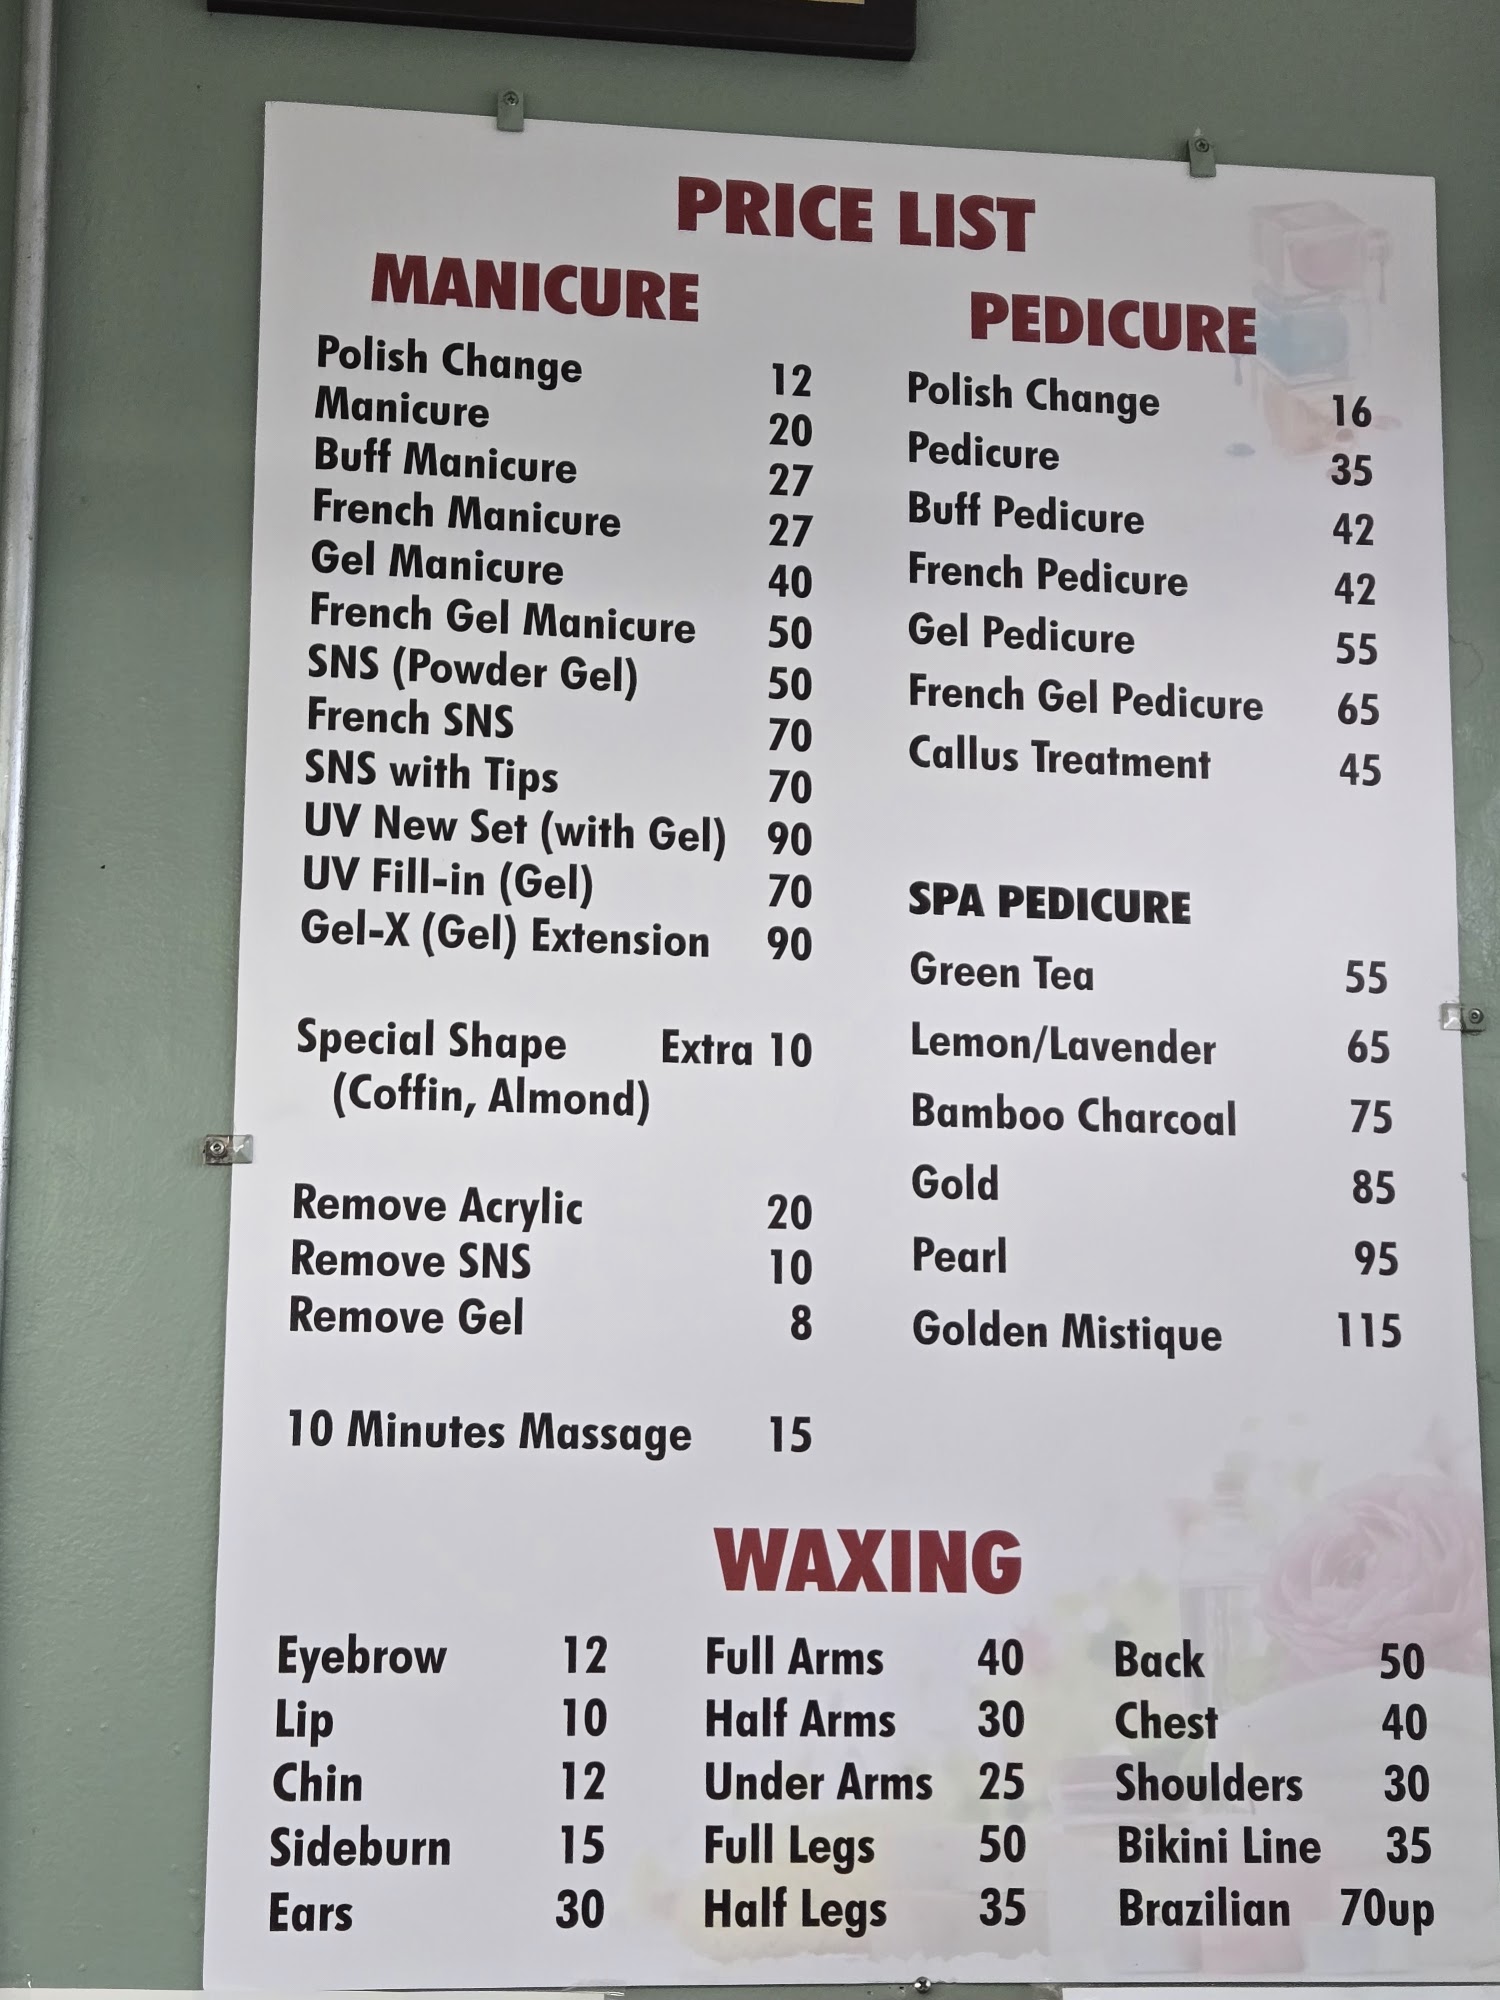 PRICE LIST
MANICURE
Polish Change 12
Manicure 20
Buff Manicure 27
French Manicure 27
Gel Manicure 40
French Gel Manicure 50
SNS (Powder Gel) 50
French SNS 70
SNS with Tips 70
UV New Set (with Gel) 90
UV Fill-in (Gel) 70
Gel-X (Gel) Extension 90
Special Shape Extra 10
(Coffin, Almond)
Remove Acrylic 20
Remove SNS 10
Remove Gel 8
10 Minutes Massage 15
PEDICURE
Polish Change 16
Pedicure 35
Buff Pedicure 42
French Pedicure 42
Gel Pedicure 55
French Gel Pedicure 65
Callus Treatment 45
SPA PEDICURE
Green Tea 55
Lemon/Lavender 65
Bamboo Charcoal 75
Gold 85
Pearl 95
Golden Mistique 115
WAXING
Eyebrow 12
Lip 10
Chin 12
Sideburn 15
Ears 30
Full Arms 40
Half Arms 30
Under Arms 25
Full Legs 50
Half Legs 35
Back 50
Chest 40
Shoulders 30
Bikini Line 35
Brazilian 70up